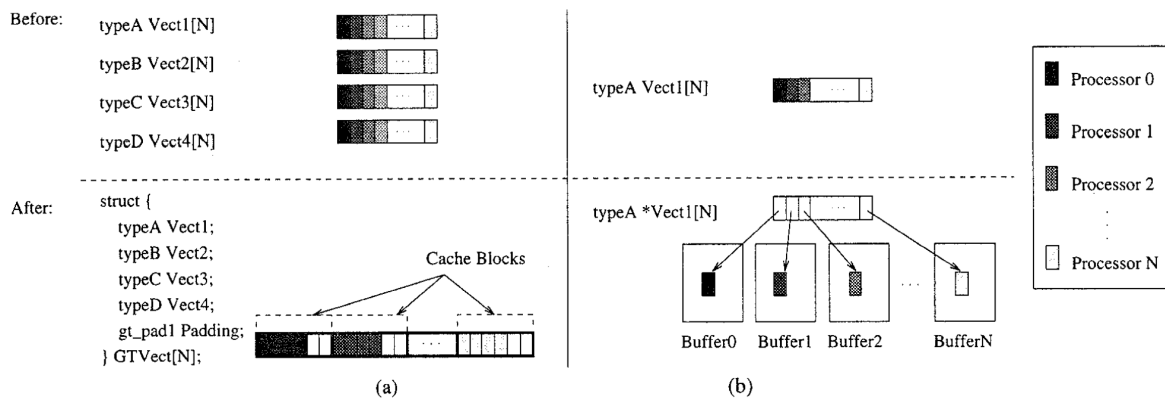 Before:
typeA Vect1[N]
typeB Vect2[N]
typeC Vect3[N]
typeD Vect4[N]
typeA Vect1[N]
After:
struct {
typeA Vect1;
typeB Vect2;
typeC Vect3;
typeD Vect4;
gt_pad1 Padding;
} GTVect[N];
Cache Blocks
(a)
typeA *Vect1[N]
Buffer0
Buffer1
Buffer2
BufferN
(b)
Processor 0
Processor 1
Processor 2
Processor N